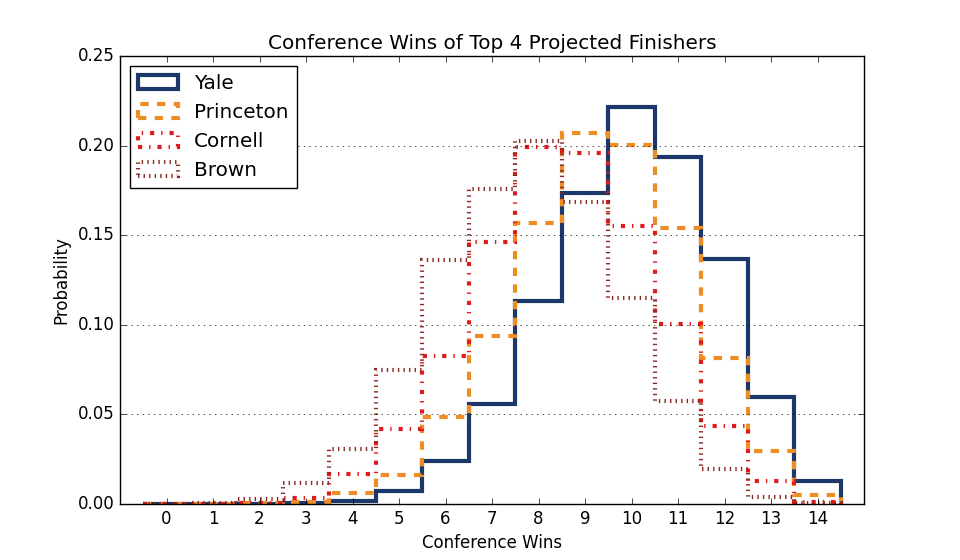 Conference Wins of Top 4 Projected Finishers
Yale
Princeton
Cornell
Brown
0.25
0.20
0.15
0.10
0.05
0.00
Probability
0 1 2 3 4 5 6 7 8 9 10 11 12 13 14
Conference Wins